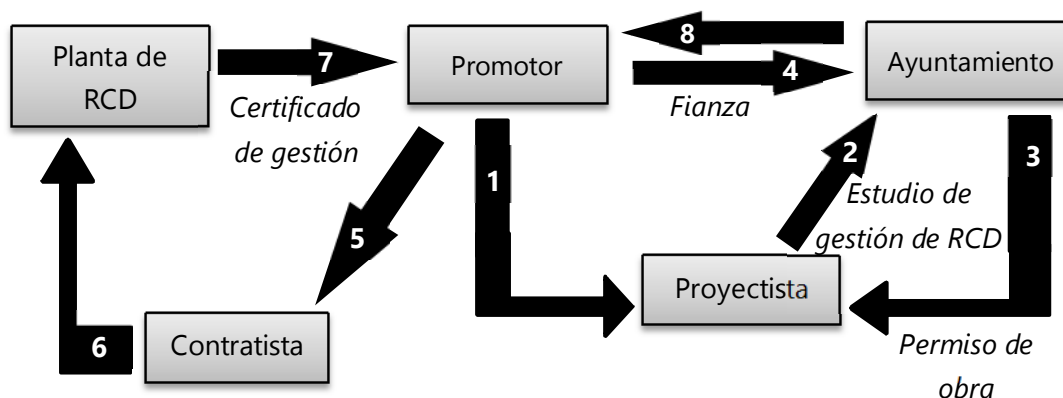 Planta de
RCD
7
Certificado
de gestión
Promotor
8
4
Fianza
Ayuntamiento
1
2
3
Estudio de
gestión de RCD
5
Proyectista
6
Contratista
Permiso de
obra